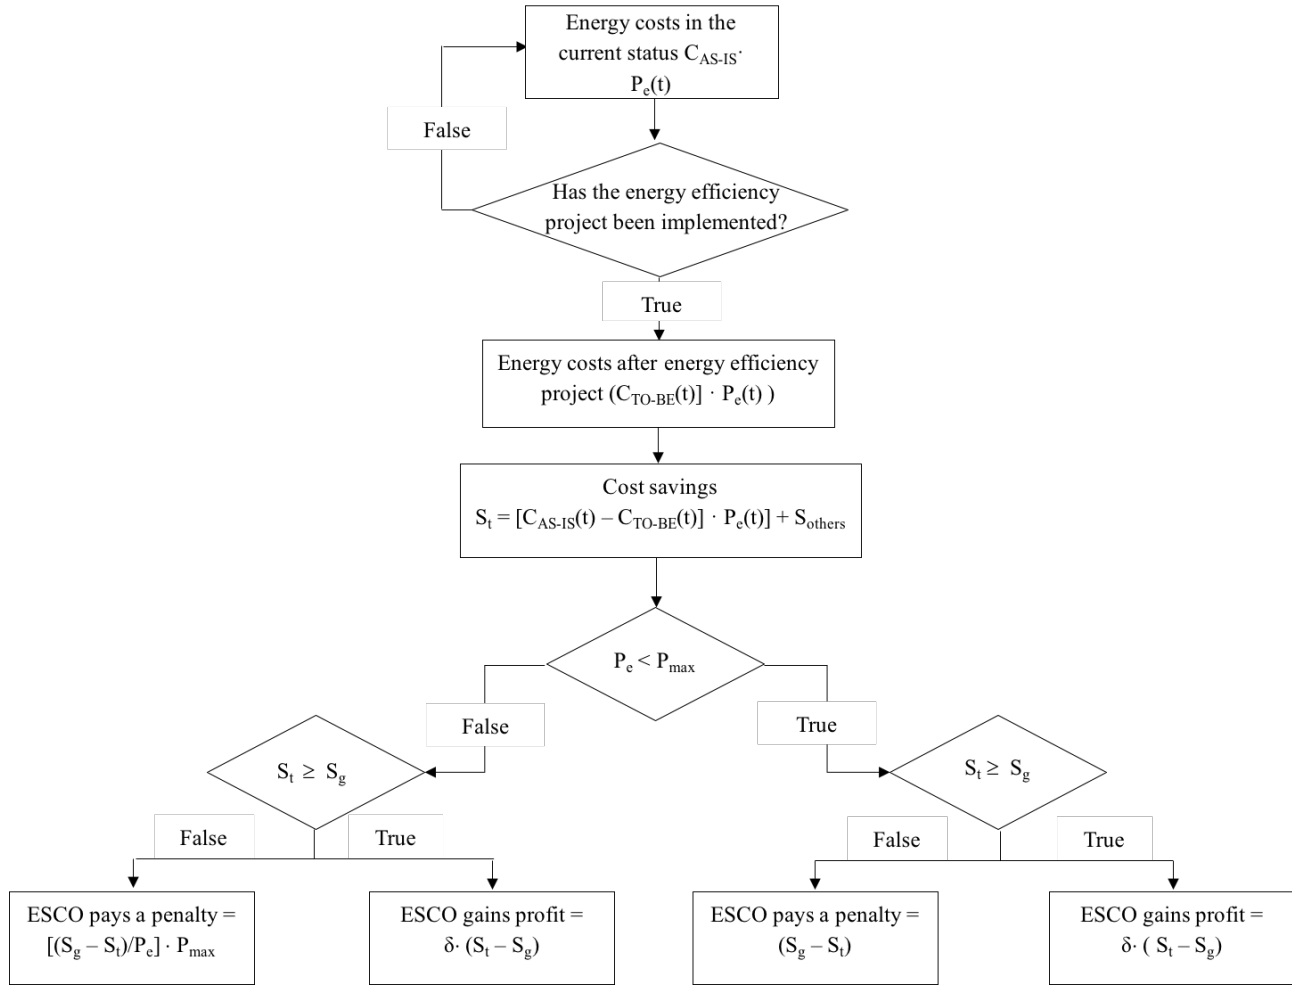 Energy costs in the
current status C_AS-IS·
P_e(t)
False
Has the energy efficiency
project been implemented?
True
Energy costs after energy efficiency
project (C_TO-BE(t)] · P_e(t) )
Cost savings
S_t = [C_AS-IS(t) – C_TO-BE(t)] · P_e(t)] + S_others
P_e < P_max
False
True
S_t ≥ S_g
S_t ≥ S_g
False
True
False
True
ESCO pays a penalty =
[(S_g – S_t)/P_e] · P_max
ESCO gains profit =
δ· (S_t – S_g)
ESCO pays a penalty =
(S_g – S_t)
ESCO gains profit =
δ· ( S_t – S_g)